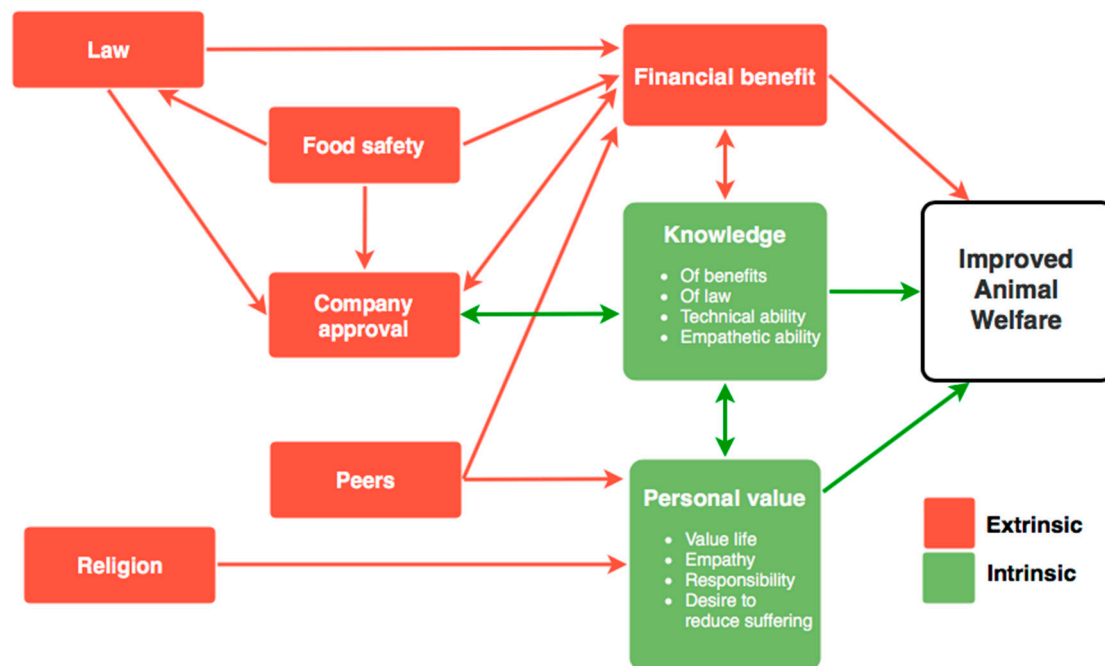 Law
Financial benefit
Food safety
Knowledge
• Of benefits
• Of law
• Technical ability
• Empathetic ability
Improved
Animal
Welfare
Company
approval
Peers
Personal value
• Value life
• Empathy
• Responsibility
• Desire to
reduce suffering
Religion
Extrinsic
Intrinsic